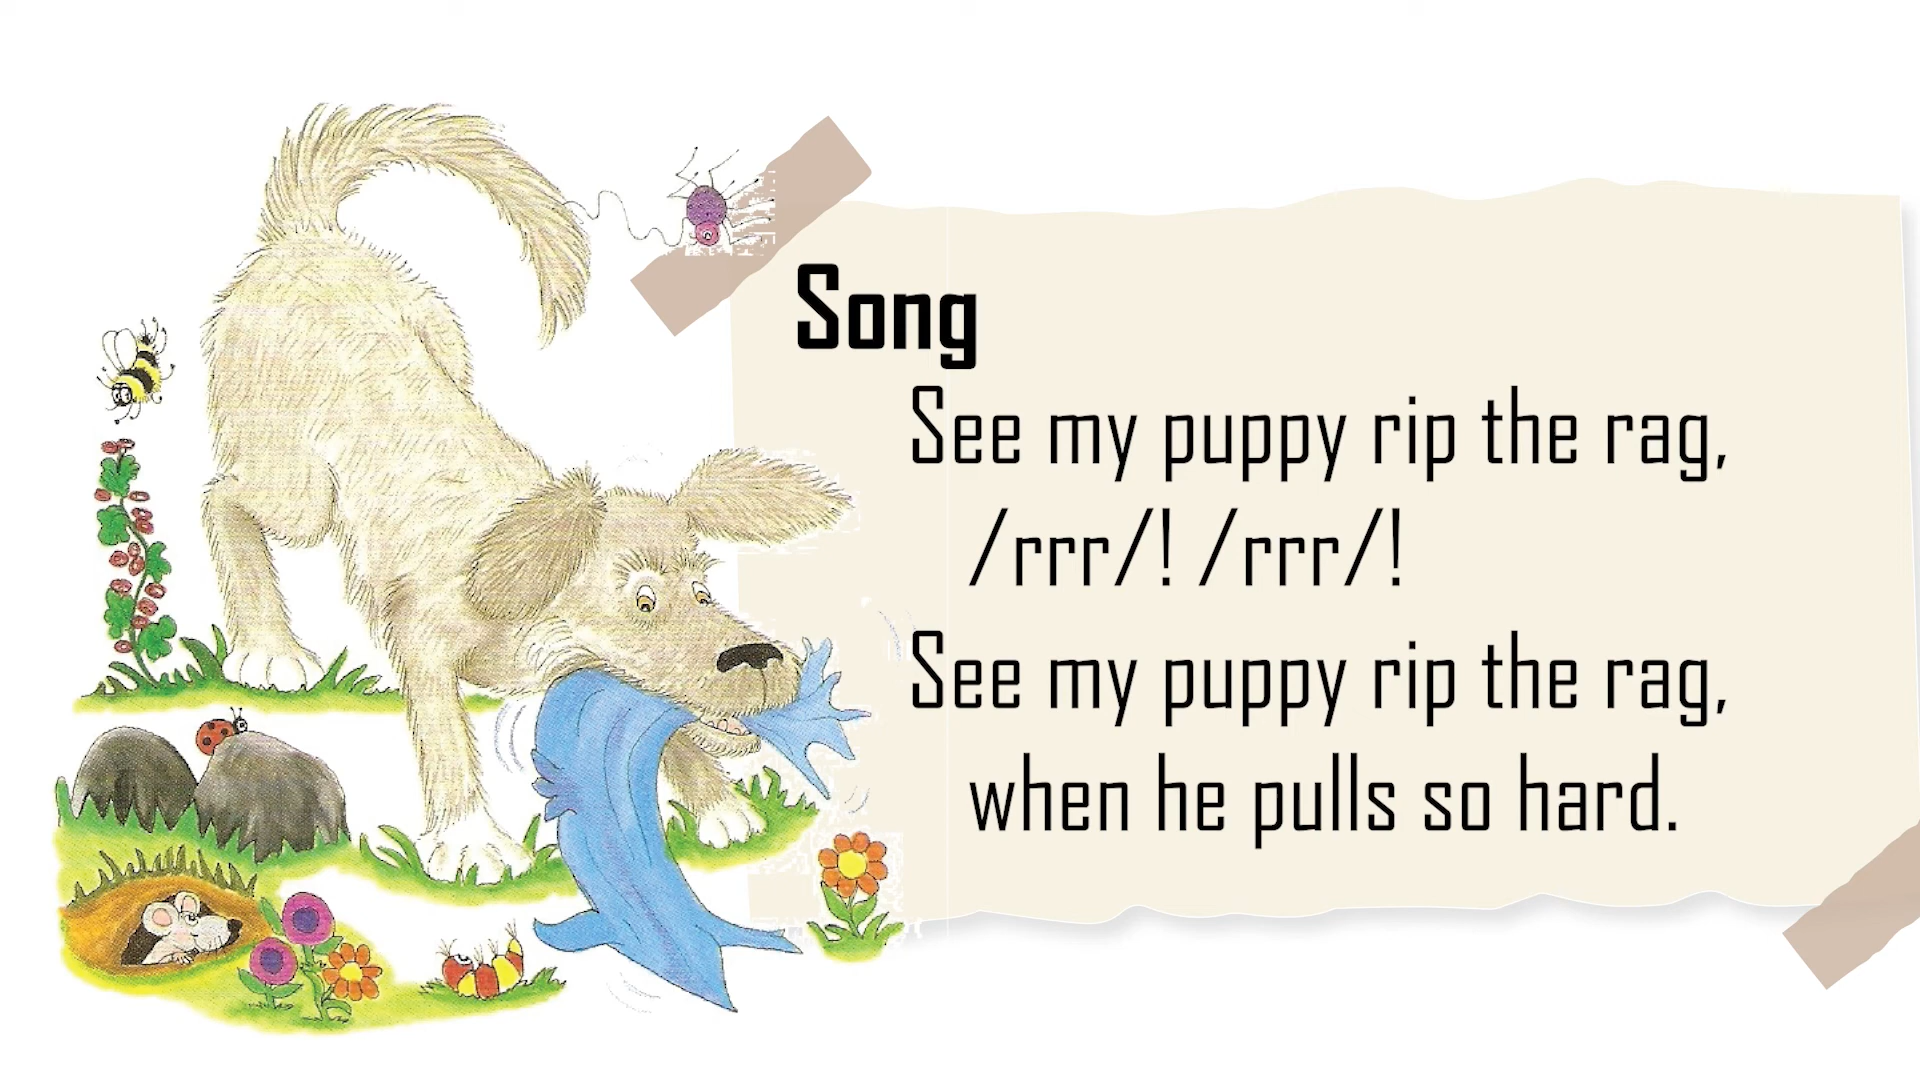 Song
See my puppy rip the rag,
/rrr/! /rrr/!
See my puppy rip the rag,
when he pulls so hard.